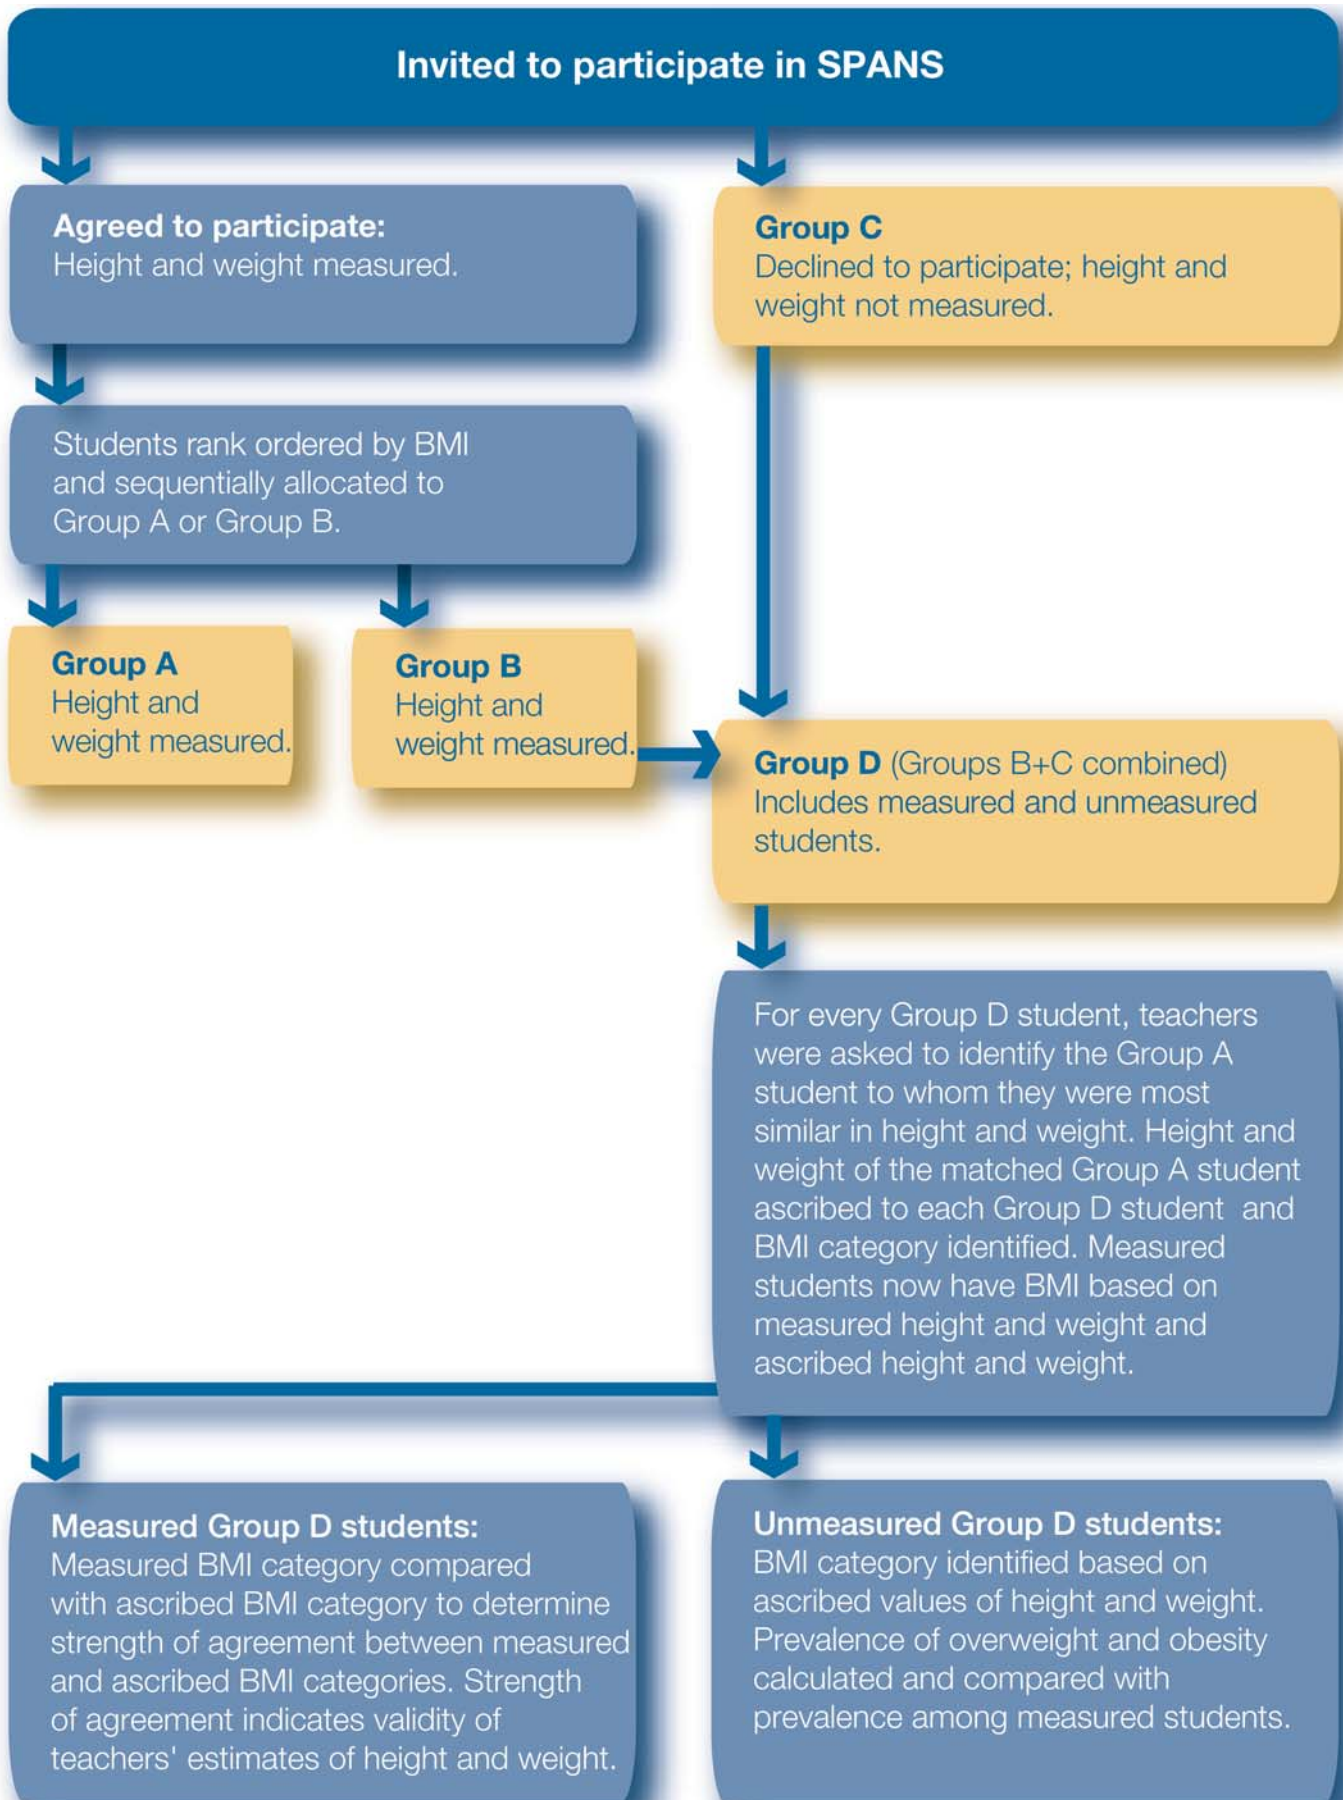 Invited to participate in SPANS
Agreed to participate:
Height and weight measured.
Group C
Declined to participate; height and
weight not measured.
Students rank ordered by BMI
and sequentially allocated to
Group A or Group B.
Group A
Height and
weight measured.
Group B
Height and
weight measured.
Group D (Groups B+C combined)
Includes measured and unmeasured
students.
For every Group D student, teachers
were asked to identify the Group A
student to whom they were most
similar in height and weight. Height and
weight of the matched Group A student
ascribed to each Group D student and
BMI category identified. Measured
students now have BMI based on
measured height and weight and
ascribed height and weight.
Measured Group D students:
Measured BMI category compared
with ascribed BMI category to determine
strength of agreement between measured
and ascribed BMI categories. Strength
of agreement indicates validity of
teachers' estimates of height and weight.
Unmeasured Group D students:
BMI category identified based on
ascribed values of height and weight.
Prevalence of overweight and obesity
calculated and compared with
prevalence among measured students.